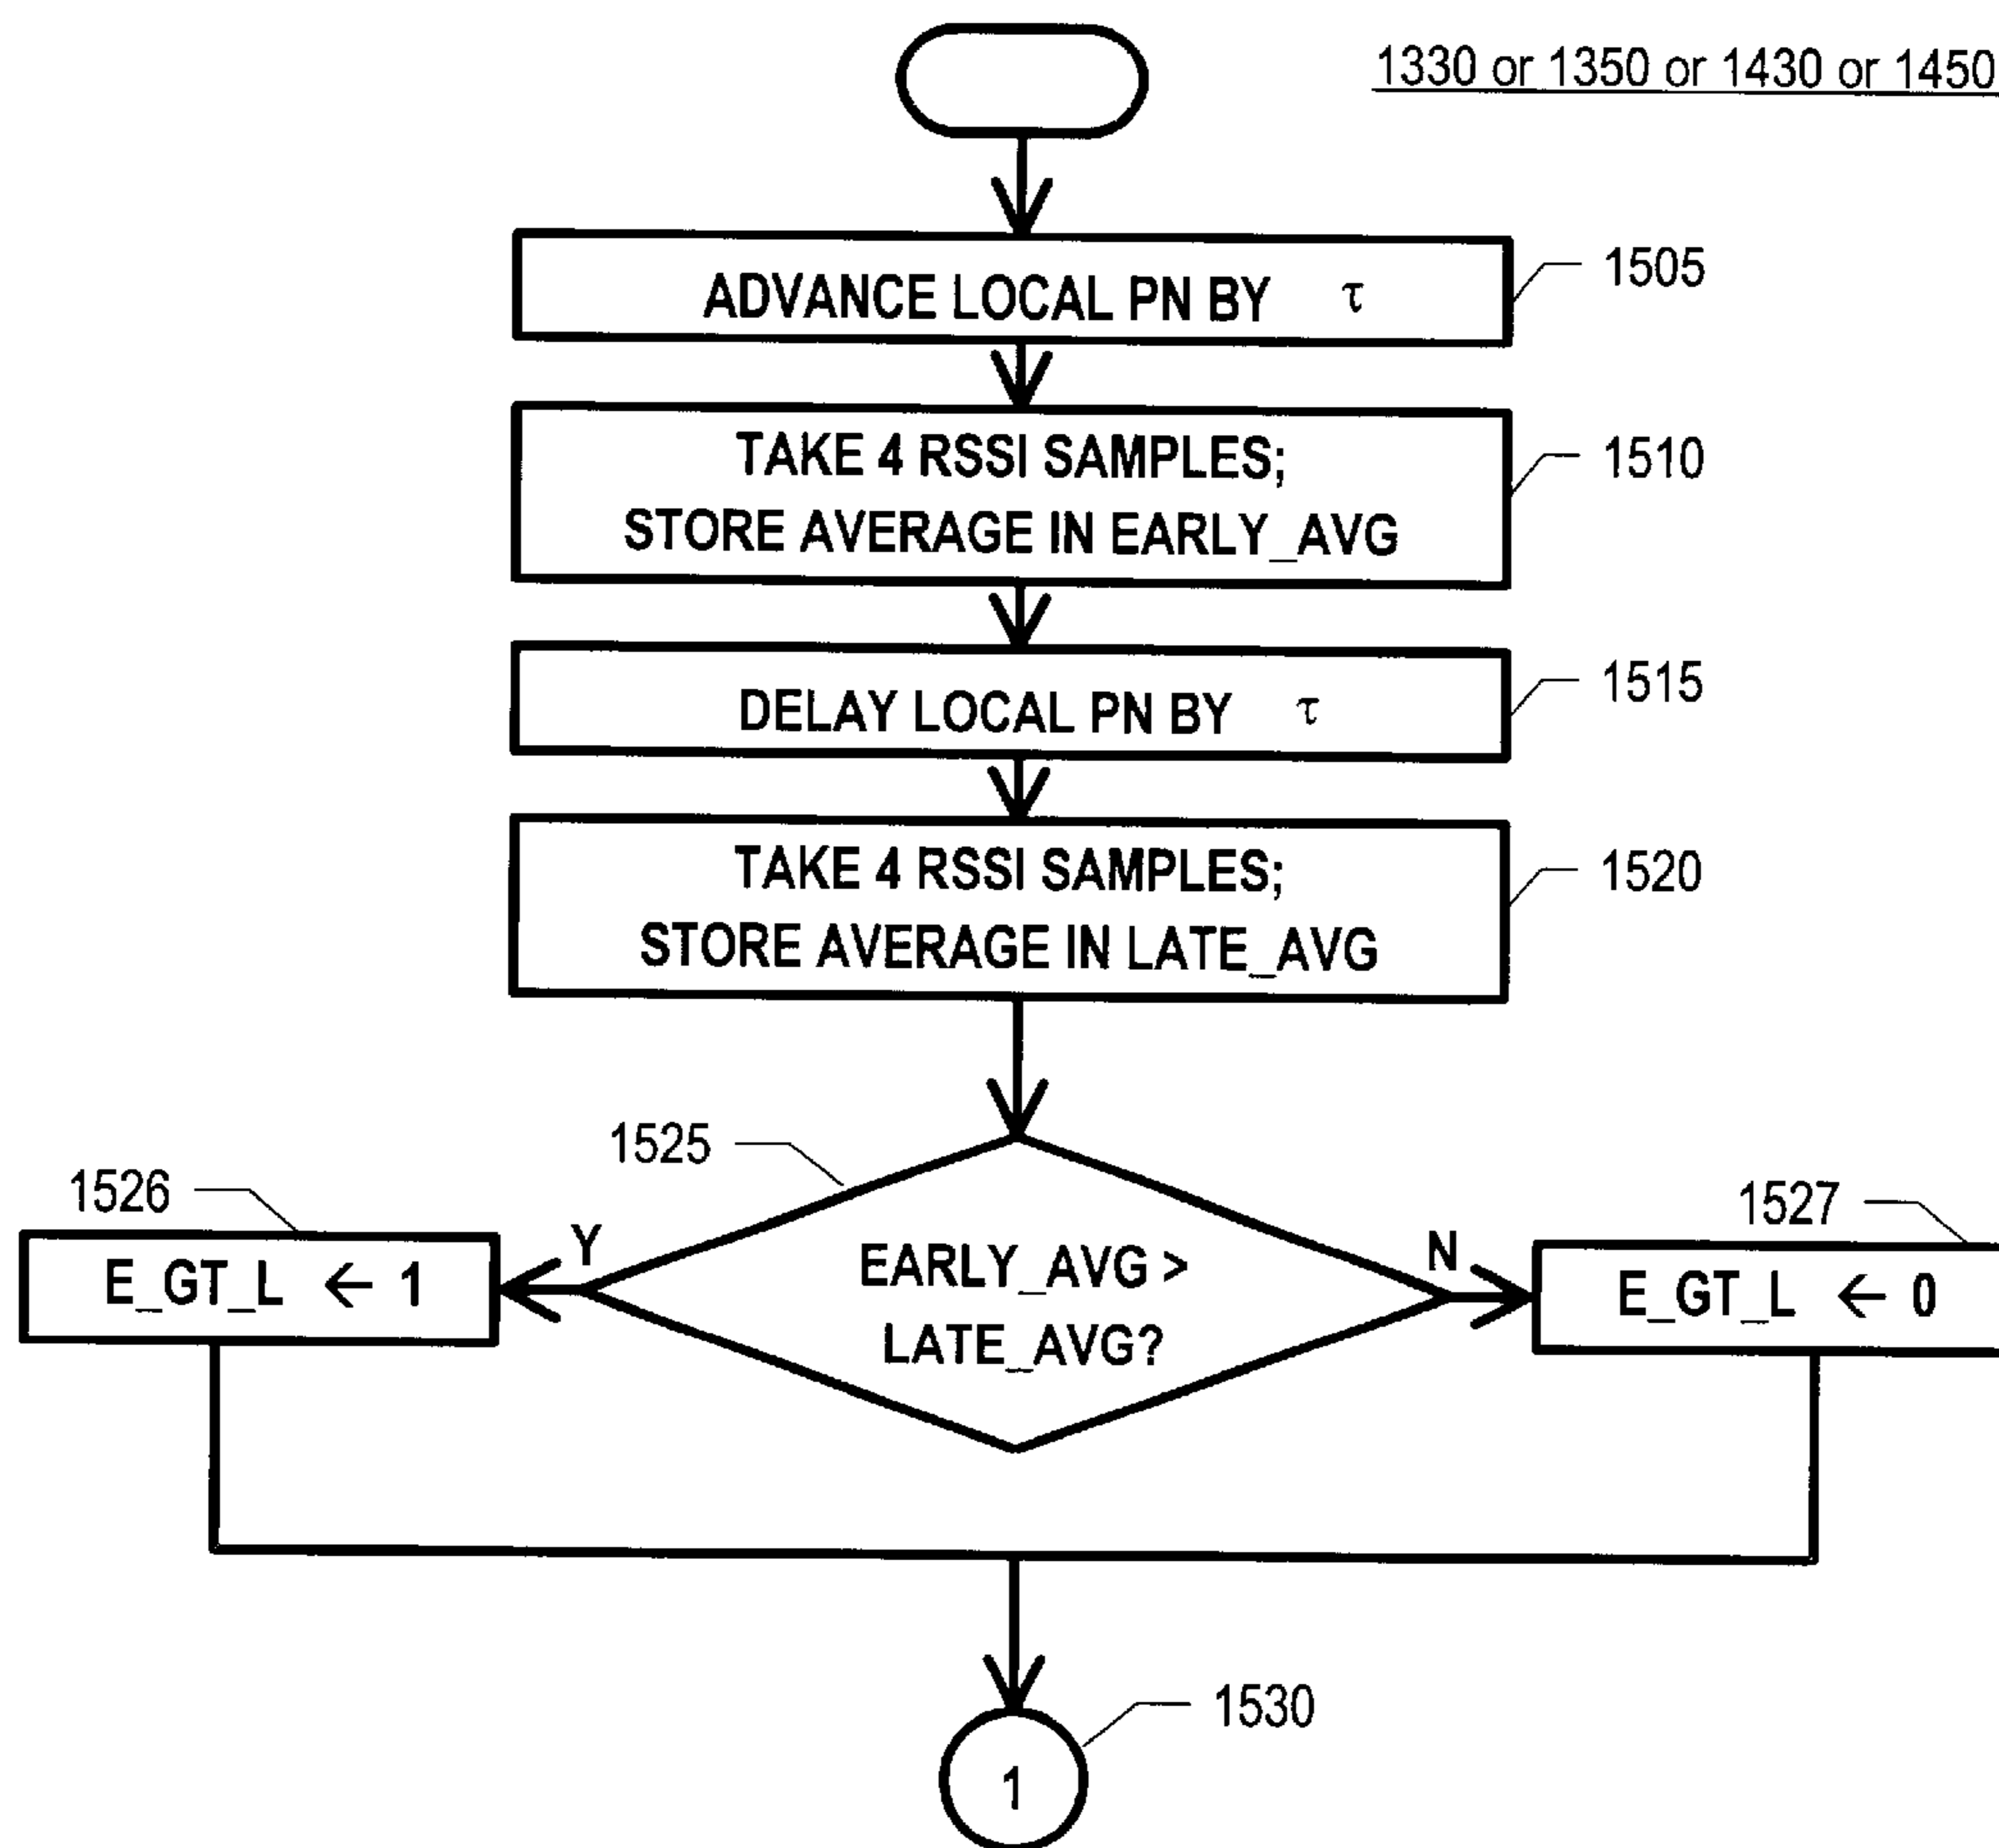 1330 or 1350 or 1430 or 1450
ADVANCE LOCAL PN BY τ
1505
TAKE 4 RSSI SAMPLES;
STORE AVERAGE IN EARLY_AVG
1510
DELAY LOCAL PN BY τ
1515
TAKE 4 RSSI SAMPLES;
STORE AVERAGE IN LATE_AVG
1520
1525
1526
1527
Y
N
E_GT_L ← 1
EARLY_AVG >
LATE_AVG?
E_GT_L ← 0
1530
1